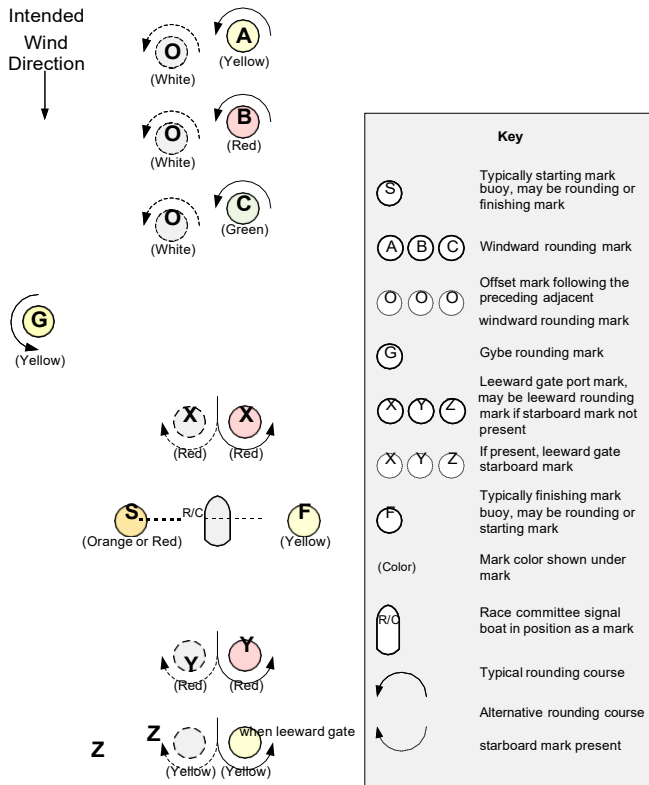 Intended
Wind
Direction
A
O
(Yellow)
(White)
B
O
(Red)
(White)
C
O
(Green)
(White)
G
(Yellow)
X X
(Red) (Red)
S R/C F
(Orange or Red) (Yellow)
Y Y
(Red) (Red)
Z Z when leeward gate
(Yellow) (Yellow)
Key
S Typically starting mark
buoy, may be rounding or
finishing mark
A B C Windward rounding mark
O O O Offset mark following the
preceding adjacent
windward rounding mark
G Gybe rounding mark
X Y Z Leeward gate port mark,
may be leeward rounding
mark if starboard mark not
present
X Y Z If present, leeward gate
starboard mark
F Typically finishing mark
buoy, may be rounding or
starting mark
(Color) Mark color shown under
mark
R/C Race committee signal
boat in position as a mark
Typical rounding course
Alternative rounding course
starboard mark present